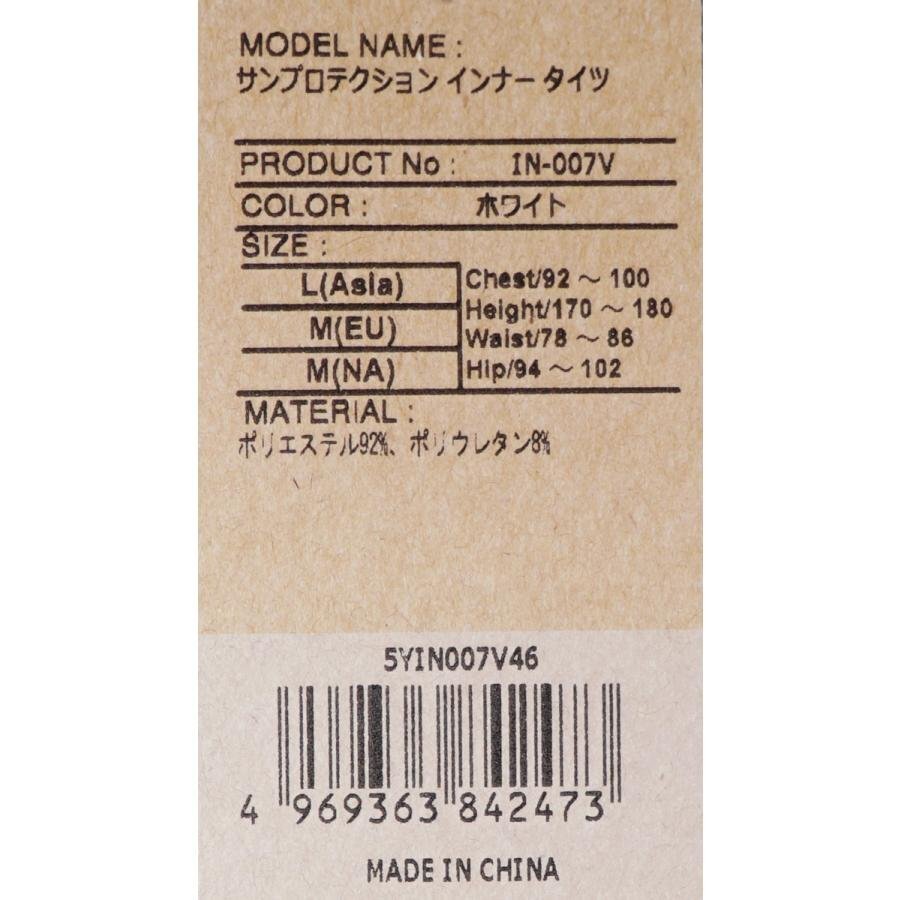 MODEL NAME :
サンプロテクション インナー タイツ
PRODUCT No : IN-007V
COLOR : ホワイト
SIZE :
L(Asia)
M(EU)
M(NA)
Chest/92 ～ 100
Height/170 ～ 180
Waist/78 ～ 86
Hip/94 ～ 102
MATERIAL :
ポリエステル92%、ポリウレタン8%
5YIN007V46
4 969363 842473
MADE IN CHINA